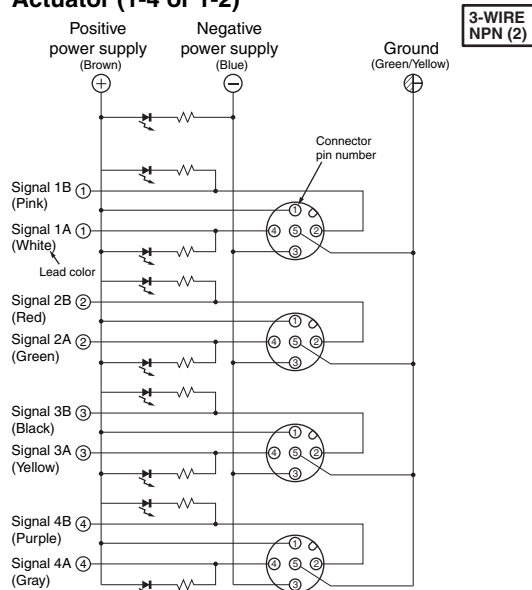 Actuator (1-4 or 1-2)
3-WIRE
NPN (2)
Positive
power supply
(Brown)
Negative
power supply
(Blue)
Ground
(Green/Yellow)
+
−
Connector
pin number
Signal 1B ①
(Pink)
Signal 1A ①
(White)
Lead color
① ④ ⑤ ② ③
Signal 2B ②
(Red)
Signal 2A ②
(Green)
① ④ ⑤ ② ③
Signal 3B ③
(Black)
Signal 3A ③
(Yellow)
① ④ ⑤ ② ③
Signal 4B ④
(Purple)
Signal 4A ④
(Gray)
① ④ ⑤ ② ③